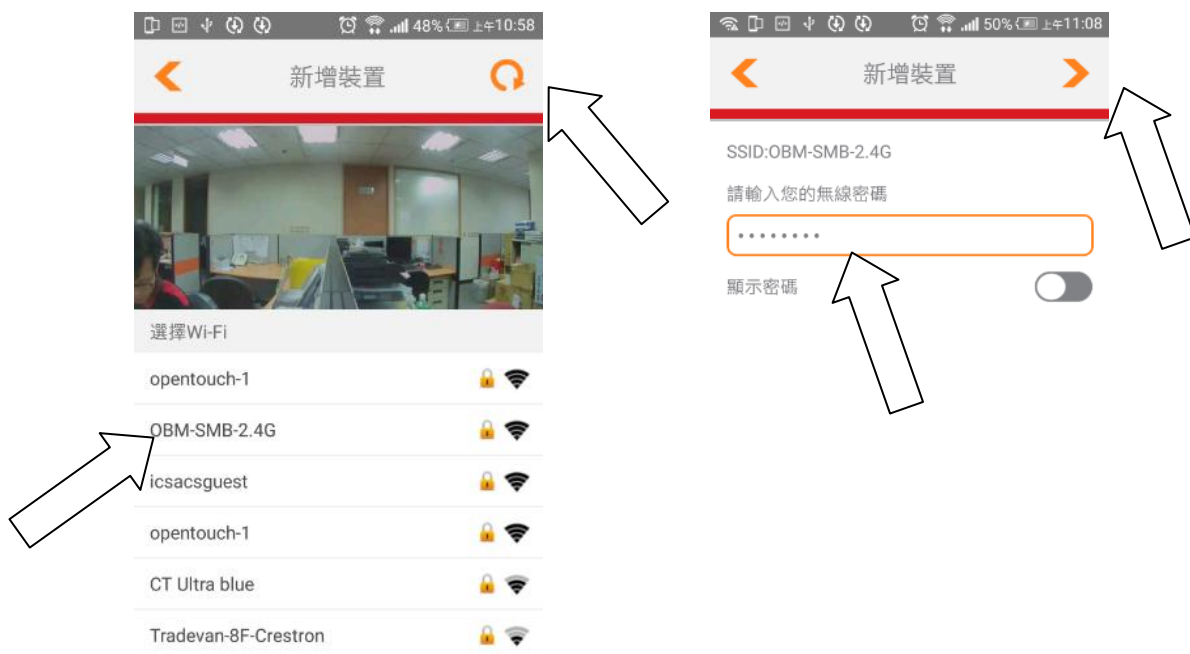 48% 上午10:58
新增裝置
選擇Wi-Fi
opentouch-1
OBM-SMB-2.4G
icsacsguest
opentouch-1
CT Ultra blue
Tradevan-8F-Crestron
50% 上午11:08
新增裝置
SSID:OBM-SMB-2.4G
請輸入您的無線密碼
••••••••
顯示密碼